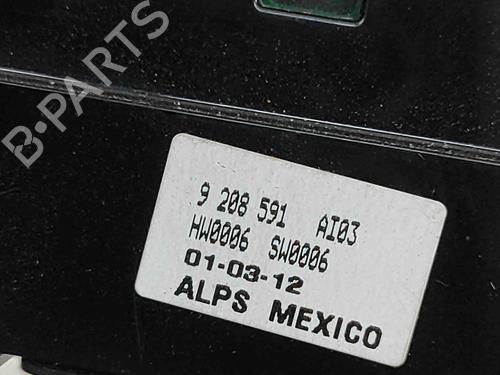 B-PARTS
9 208 591 AI03
HW0006 SW0006
01-03-12
ALPS MEXICO